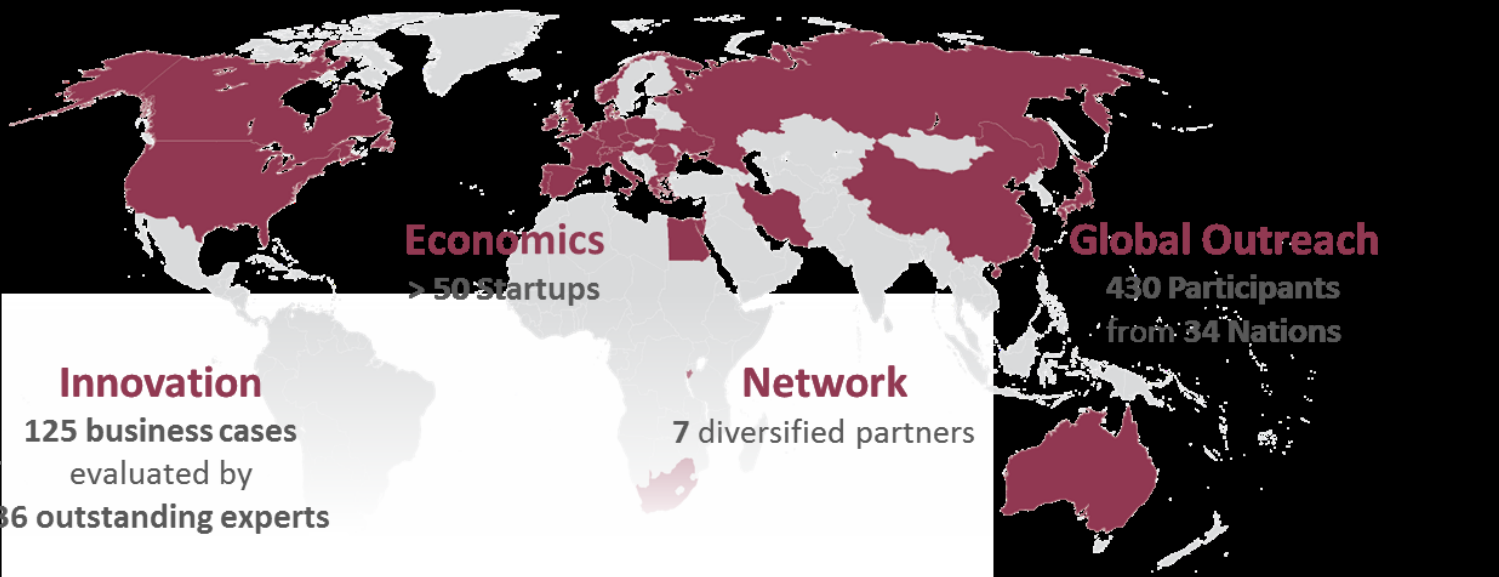 Economics
> 50 Startups
Global Outreach
430 Participants
from 34 Nations
Innovation
125 business cases
evaluated by
36 outstanding experts
Network
7 diversified partners